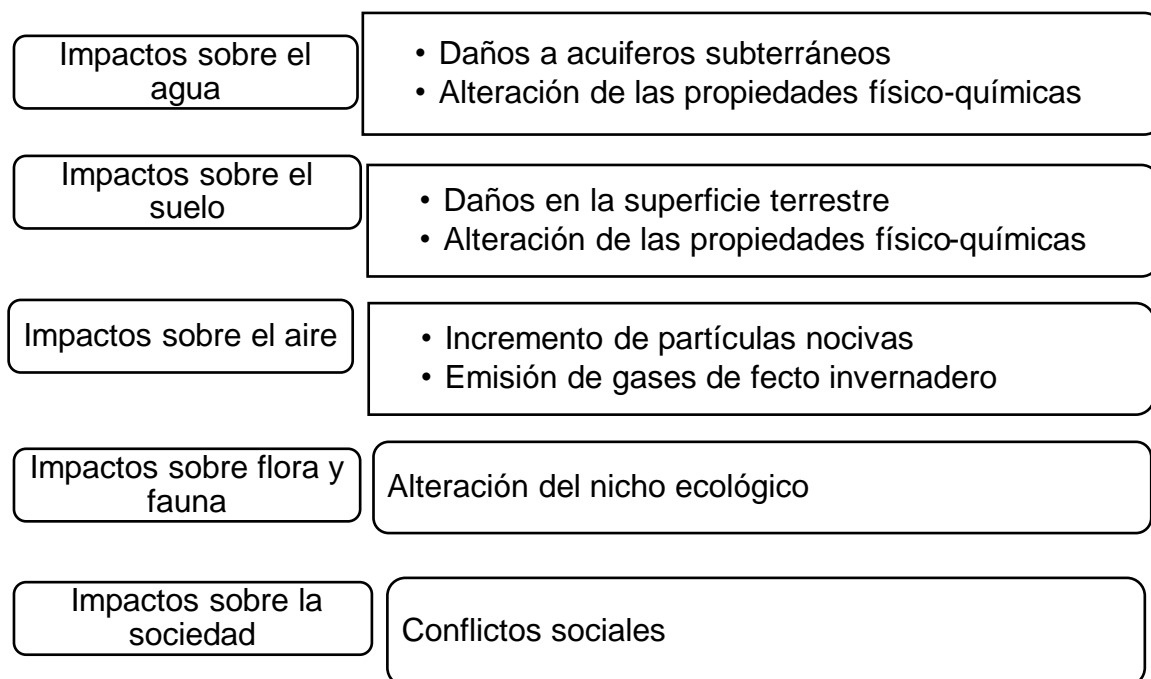 Impactos sobre el
agua
• Daños a acuiferos subterráneos
• Alteración de las propiedades físico-químicas
Impactos sobre el
suelo
• Daños en la superficie terrestre
• Alteración de las propiedades físico-químicas
Impactos sobre el aire
• Incremento de partículas nocivas
• Emisión de gases de fecto invernadero
Impactos sobre flora y
fauna
Alteración del nicho ecológico
Impactos sobre la
sociedad
Conflictos sociales